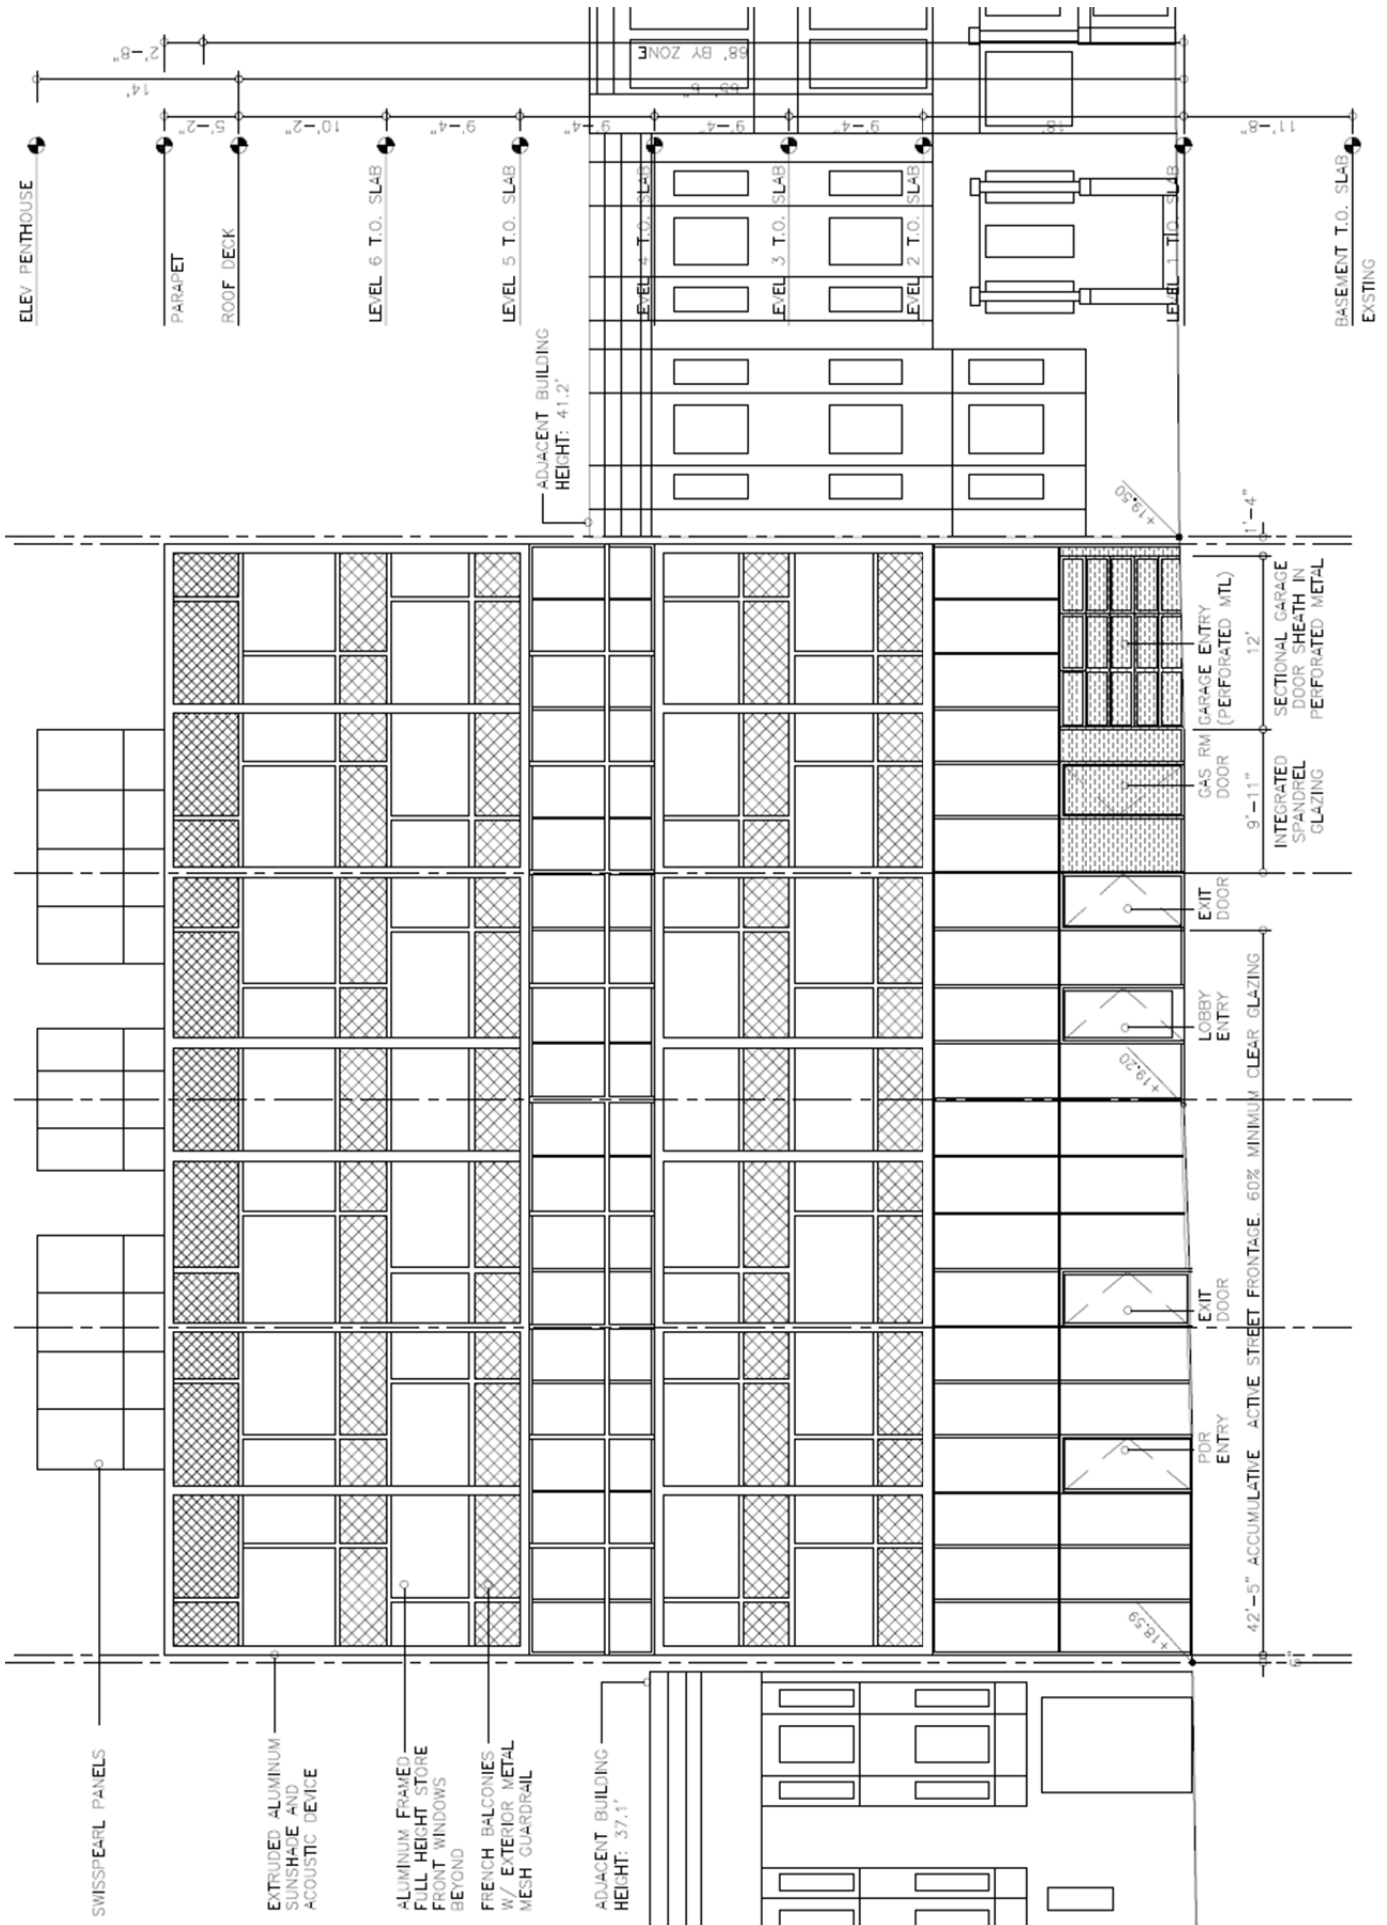 2'-8"
68' BY ZONE
14'
65'-6"
5'-2"
10'-2"
9'-4"
9'-4"
9'-4"
9'-4"
18'
11'-8"
ELEV PENTHOUSE
PARAPET
ROOF DECK
LEVEL 6 T.O. SLAB
LEVEL 5 T.O. SLAB
LEVEL 4 T.O. SLAB
LEVEL 3 T.O. SLAB
LEVEL 2 T.O. SLAB
LEVEL 1 T.O. SLAB
BASEMENT T.O. SLAB
EXSTING
ADJACENT BUILDING
HEIGHT: 41.2'
+19.50
1'-4"
GARAGE ENTRY
(PERFORATED MTL)
12'
SECTIONAL GARAGE
DOOR SHEATH IN
PERFORATED METAL
GAS RM
DOOR
9'-11"
INTEGRATED
SPANDREL
GLAZING
EXIT
DOOR
LOBBY
ENTRY
+19.20
42'-5" ACCUMULATIVE ACTIVE STREET FRONTAGE. 60% MINIMUM CLEAR GLAZING
EXIT
DOOR
PDR
ENTRY
+18.59
SWISSPEARL PANELS
EXTRUDED ALUMINUM
SUNSHADE AND
ACOUSTIC DEVICE
ALUMINUM FRAMED
FULL HEIGHT STORE
FRONT WINDOWS
BEYOND
FRENCH BALCONIES
W/ EXTERIOR METAL
MESH GUARDRAIL
ADJACENT BUILDING
HEIGHT: 37.1'